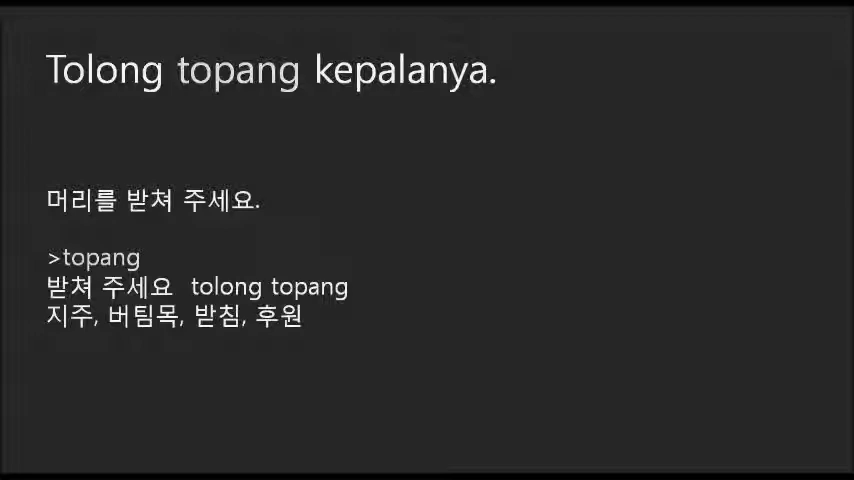 Tolong topang kepalanya.
머리를 받쳐 주세요.
>topang
받쳐 주세요 tolong topang
지주, 버팀목, 받침, 후원